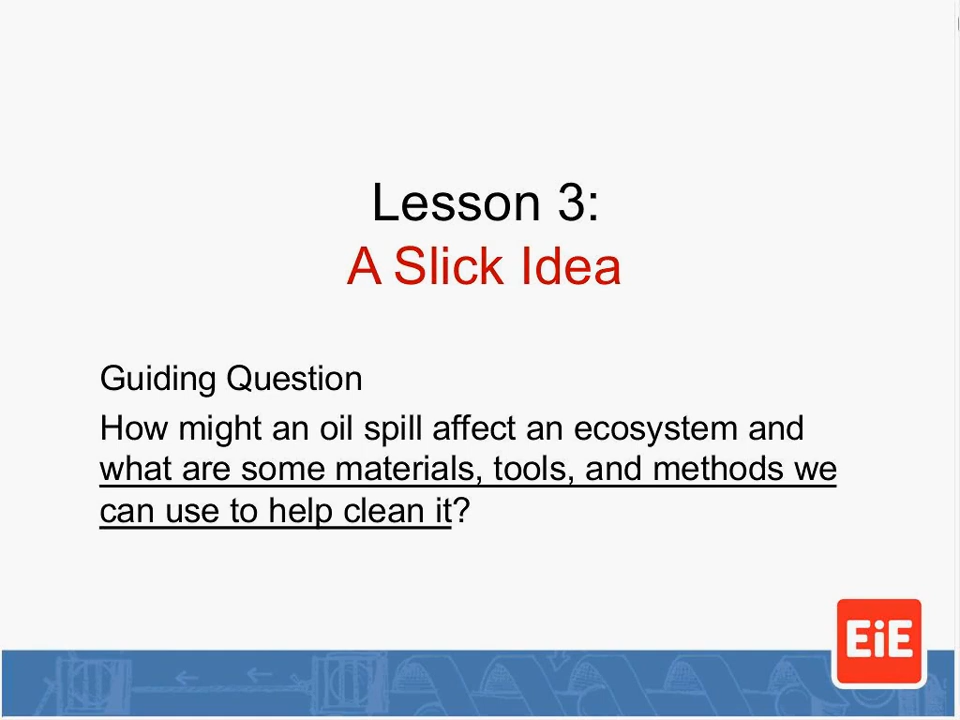 Lesson 3:
A Slick Idea
Guiding Question
How might an oil spill affect an ecosystem and
what are some materials, tools, and methods we
can use to help clean it?
EiE